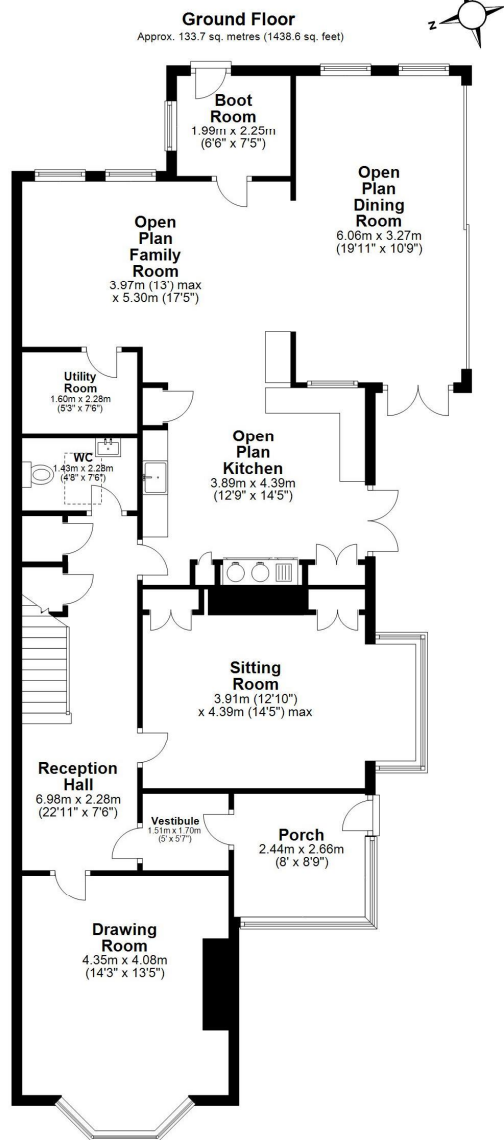 Ground Floor
Approx. 133.7 sq. metres (1438.6 sq. feet)
N
Boot
Room
1.99m x 2.25m
(6'6" x 7'5")
Open
Plan
Dining
Room
6.06m x 3.27m
(19'11" x 10'9")
Open
Plan
Family
Room
3.97m (13') max
x 5.30m (17'5")
Utility
Room
1.60m x 2.28m
(5'3" x 7'6")
WC
1.43m x 2.28m
(4'8" x 7'6")
Open
Plan
Kitchen
3.89m x 4.39m
(12'9" x 14'5")
Sitting
Room
3.91m (12'10")
x 4.39m (14'5") max
Reception
Hall
6.98m x 2.28m
(22'11" x 7'6")
Vestibule
1.51m x 1.70m
(5' x 5'7")
Porch
2.44m x 2.66m
(8' x 8'9")
Drawing
Room
4.35m x 4.08m
(14'3" x 13'5")